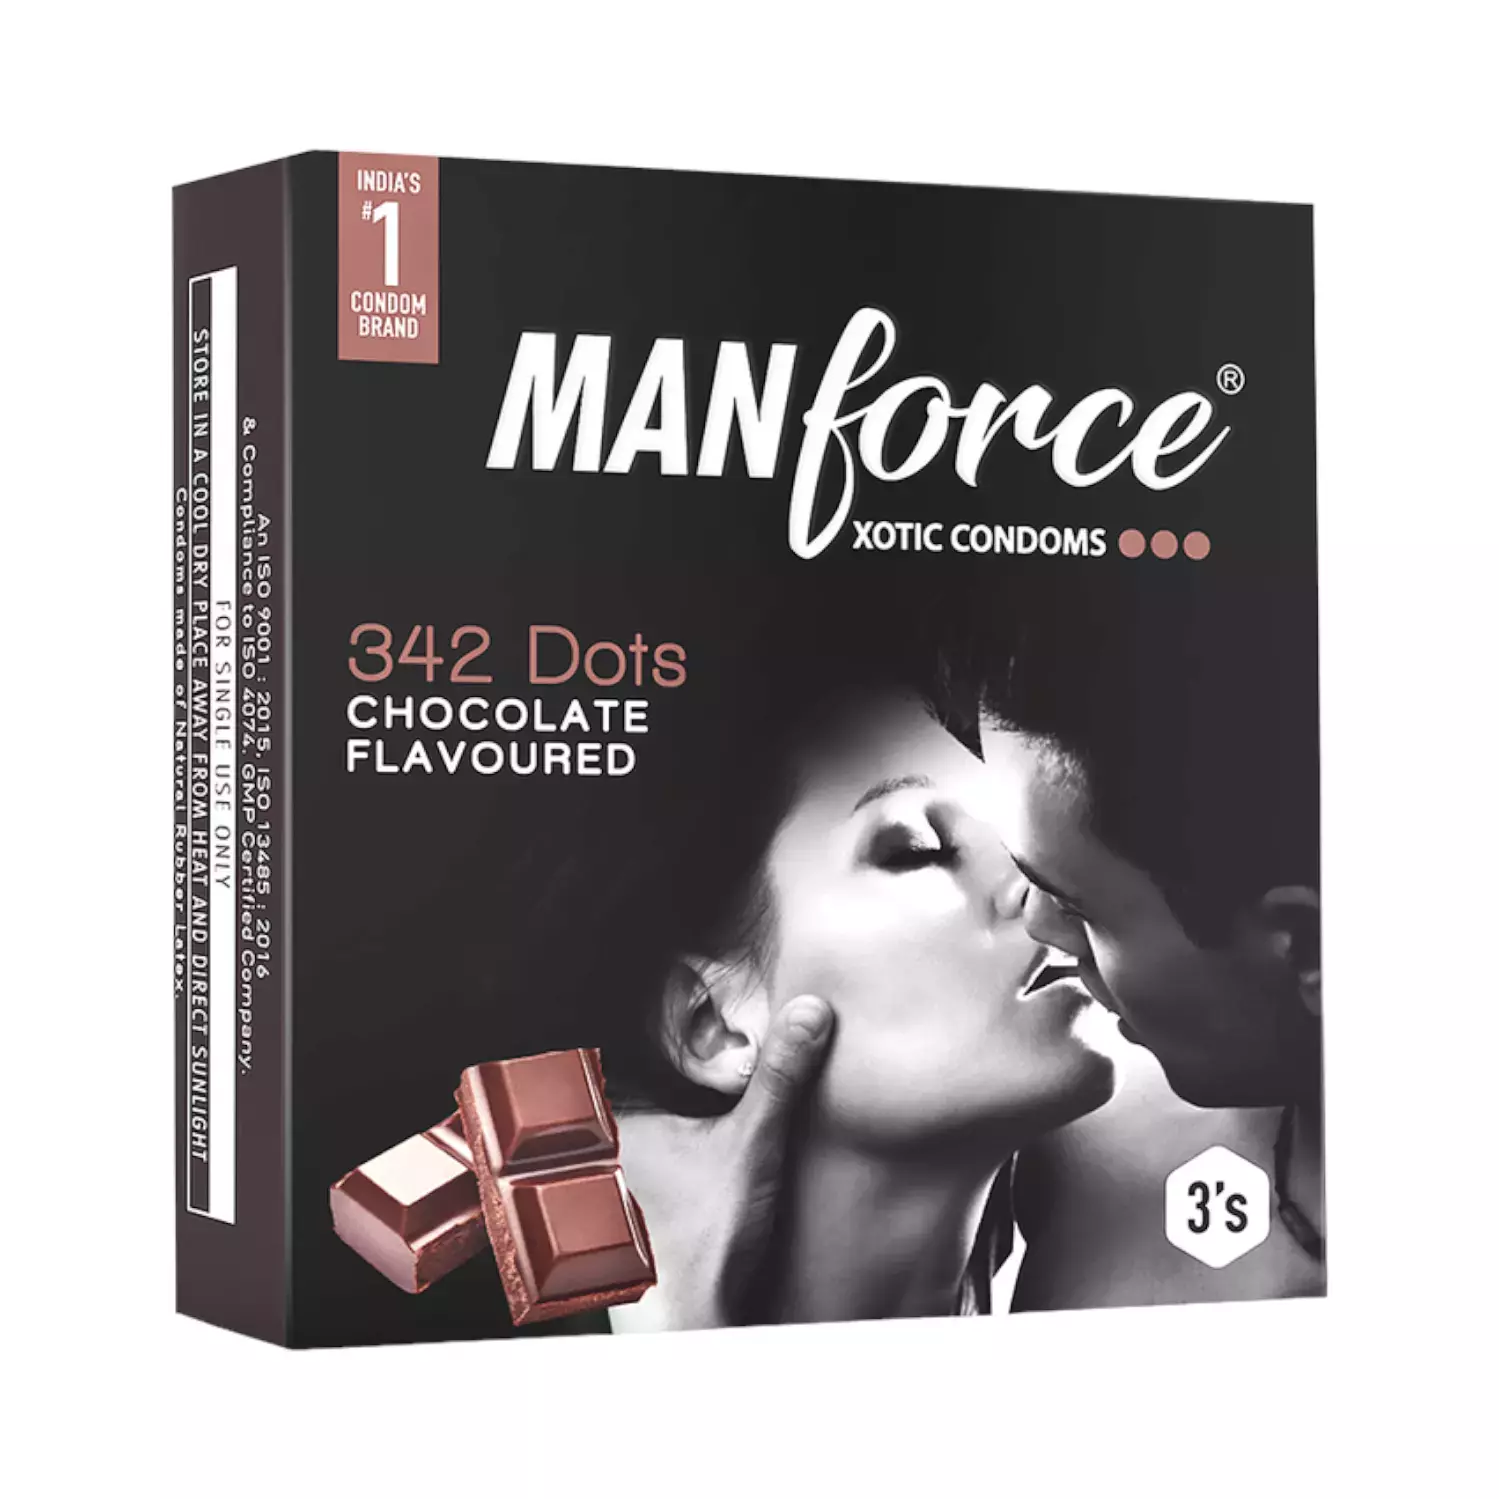 INDIA'S
#1
CONDOM
BRAND
MANforce®
XOTIC CONDOMS
342 Dots
CHOCOLATE
FLAVOURED
3's
An ISO 9001 : 2015, ISO 13485 : 2016
& Compliance to ISO 4074, GMP Certified Company.
FOR SINGLE USE ONLY
STORE IN A COOL DRY PLACE AWAY FROM HEAT AND DIRECT SUNLIGHT
Condoms made of Natural Rubber Latex.